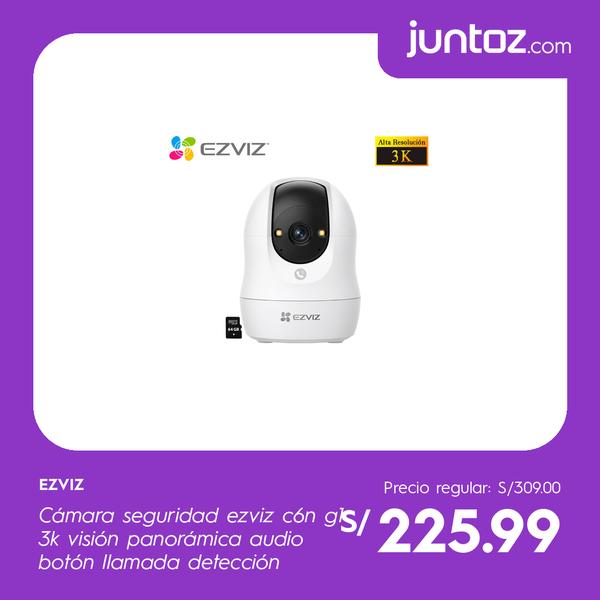 juntoz.com
EZVIZ
Alta Resolución
3K
EZVIZ
64GB
EZVIZ
Precio regular: S/309.00
Cámara seguridad ezviz c6n g1
3k visión panorámica audio
botón llamada detección
S/ 225.99